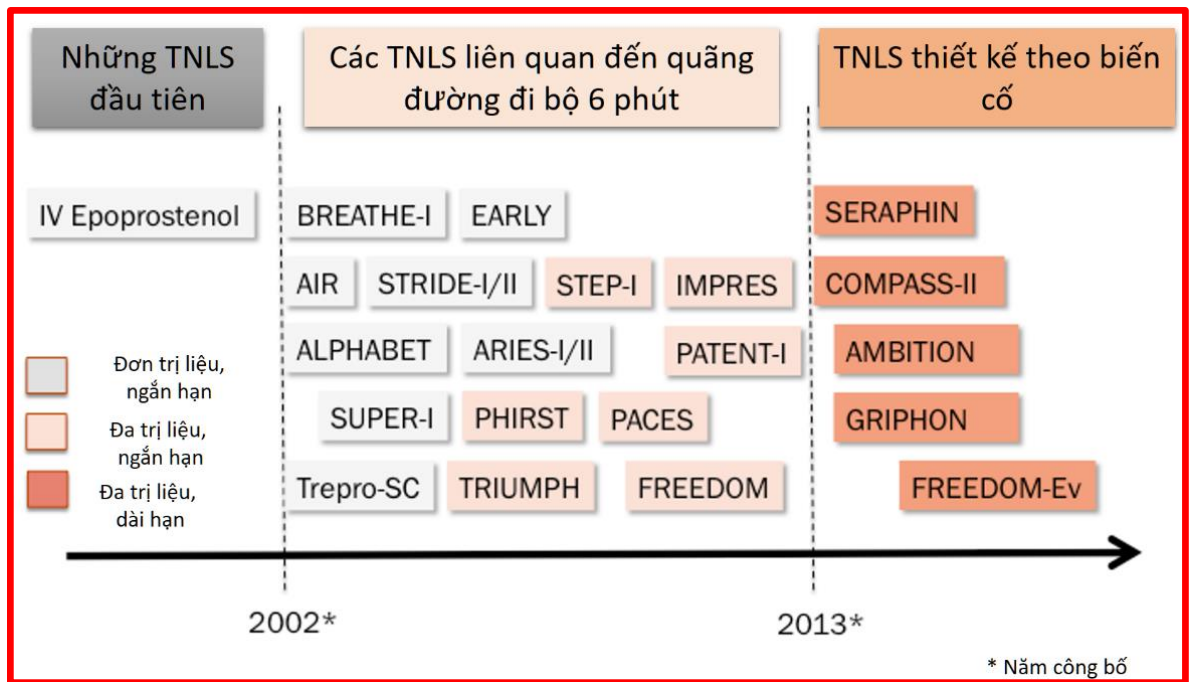 Những TNLS
đầu tiên
Các TNLS liên quan đến quãng
đường đi bộ 6 phút
TNLS thiết kế theo biến
cố
IV Epoprostenol
BREATHE-I
EARLY
SERAPHIN
AIR
STRIDE-I/II
STEP-I
IMPRES
COMPASS-II
ALPHABET
ARIES-I/II
PATENT-I
AMBITION
SUPER-I
PHIRST
PACES
GRIPHON
Trepro-SC
TRIUMPH
FREEDOM
FREEDOM-Ev
Đơn trị liệu,
ngắn hạn
Đa trị liệu,
ngắn hạn
Đa trị liệu,
dài hạn
2002*
2013*
* Năm công bố